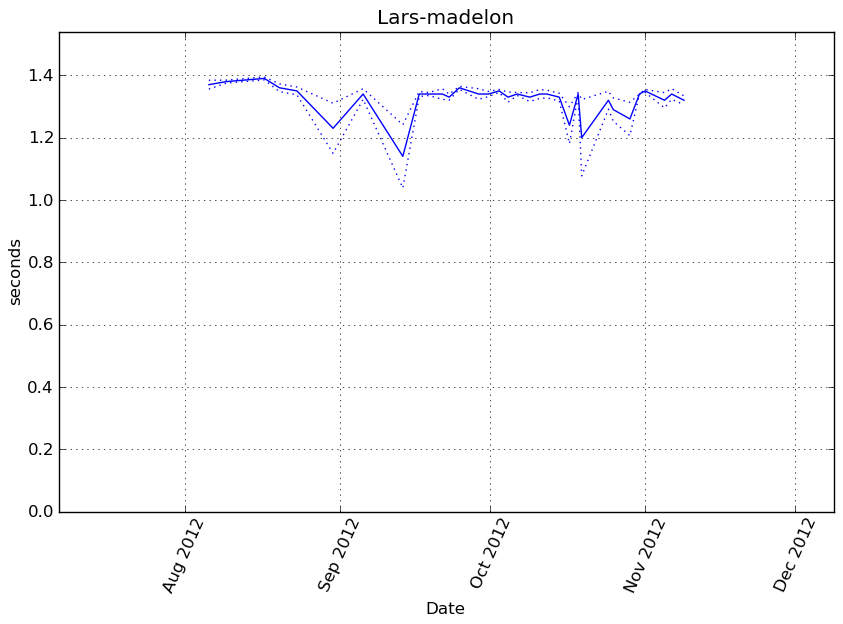 Lars-madelon
1.4
1.2
1.0
0.8
0.6
0.4
0.2
0.0
seconds
Aug 2012
Sep 2012
Oct 2012
Nov 2012
Dec 2012
Date